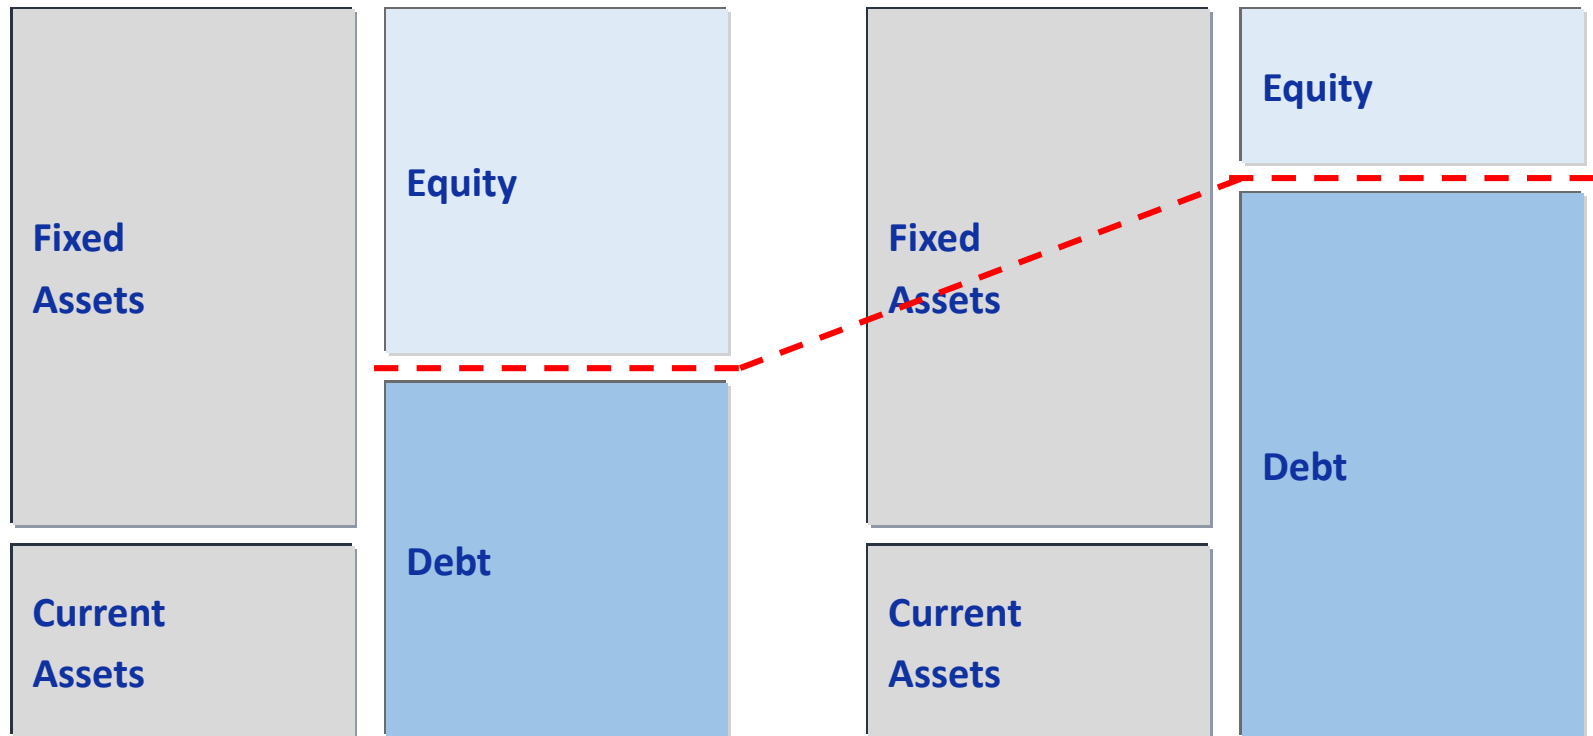 Fixed
Assets
Current
Assets
Equity
Debt
Fixed
Assets
Current
Assets
Equity
Debt